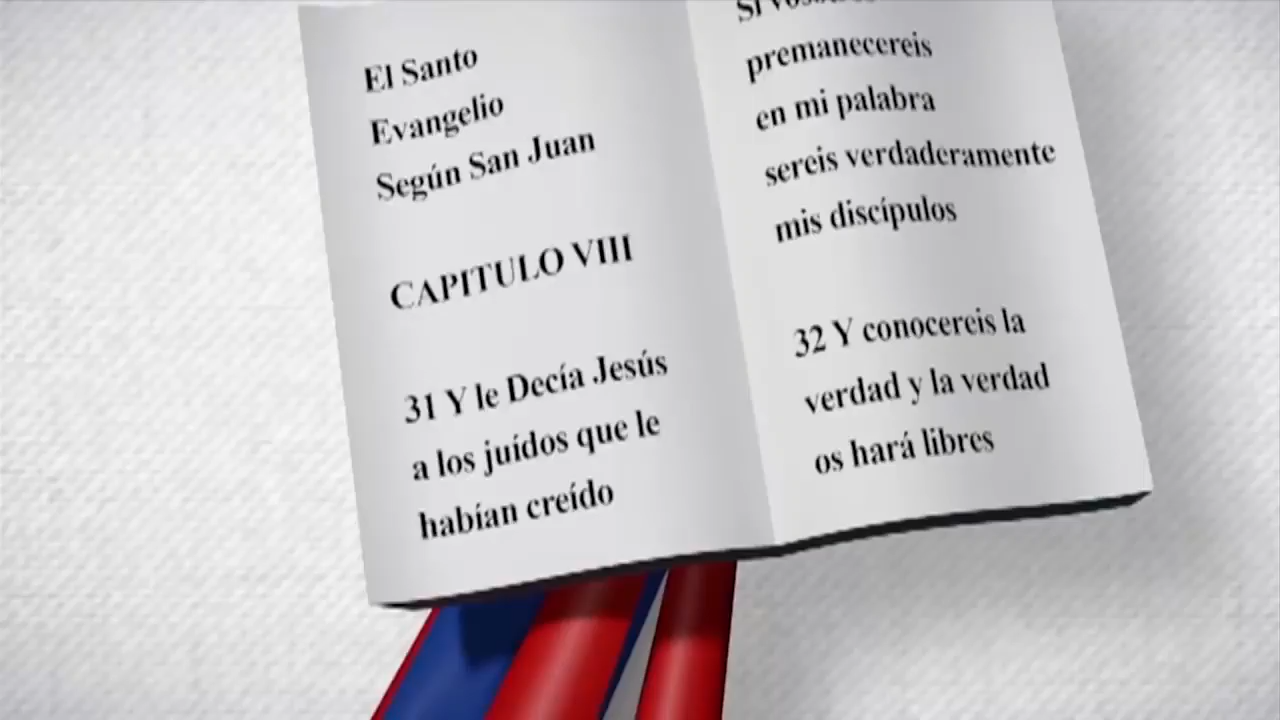 El Santo
Evangelio
Según San Juan
CAPITULO VIII
31 Y le Decía Jesús
a los juídos que le
habían creído
Si
premanecereis
en mi palabra
sereis verdaderamente
mis discípulos
32 Y conocereis la
verdad y la verdad
os hará libres